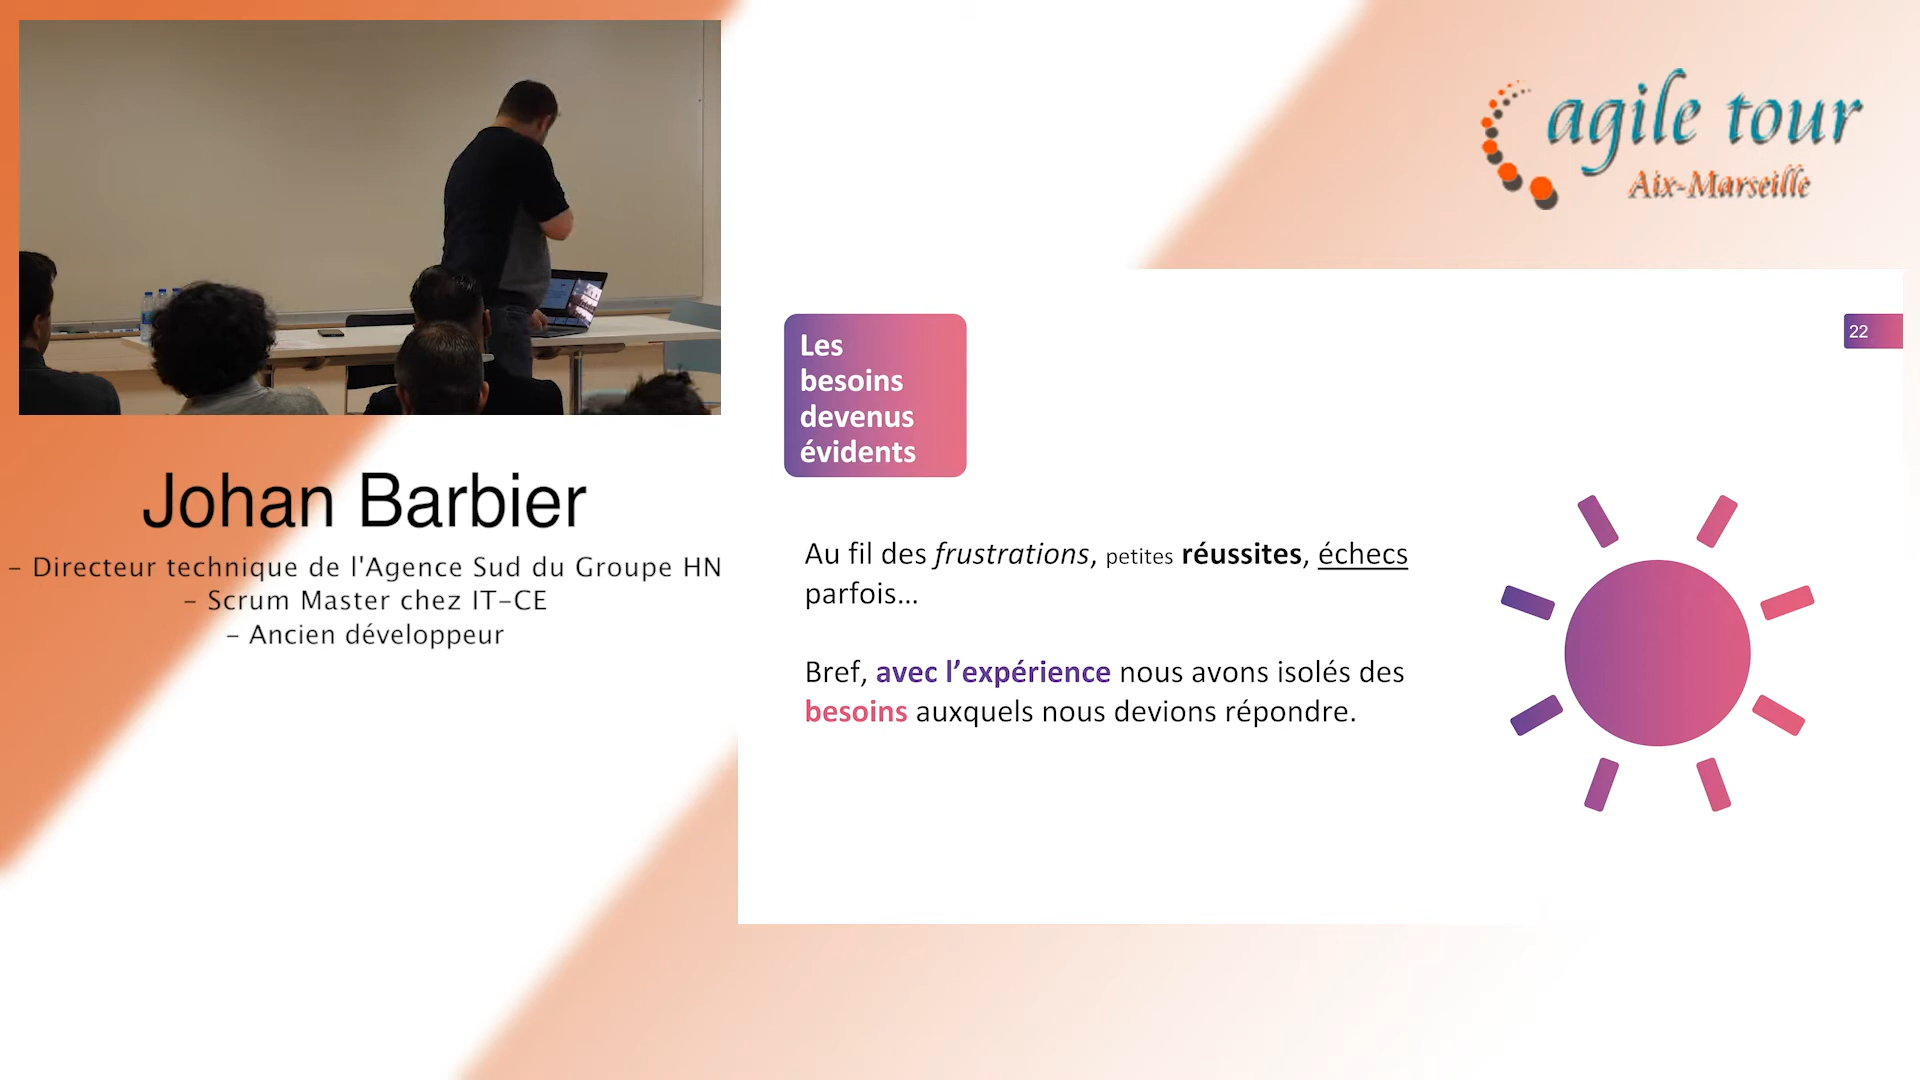 agile tour
Aix-Marseille
Johan Barbier
- Directeur technique de l'Agence Sud du Groupe HN
- Scrum Master chez IT-CE
- Ancien développeur
Les
besoins
devenus
évidents
22
Au fil des frustrations, petites réussites, échecs
parfois...
Bref, avec l’expérience nous avons isolés des
besoins auxquels nous devions répondre.